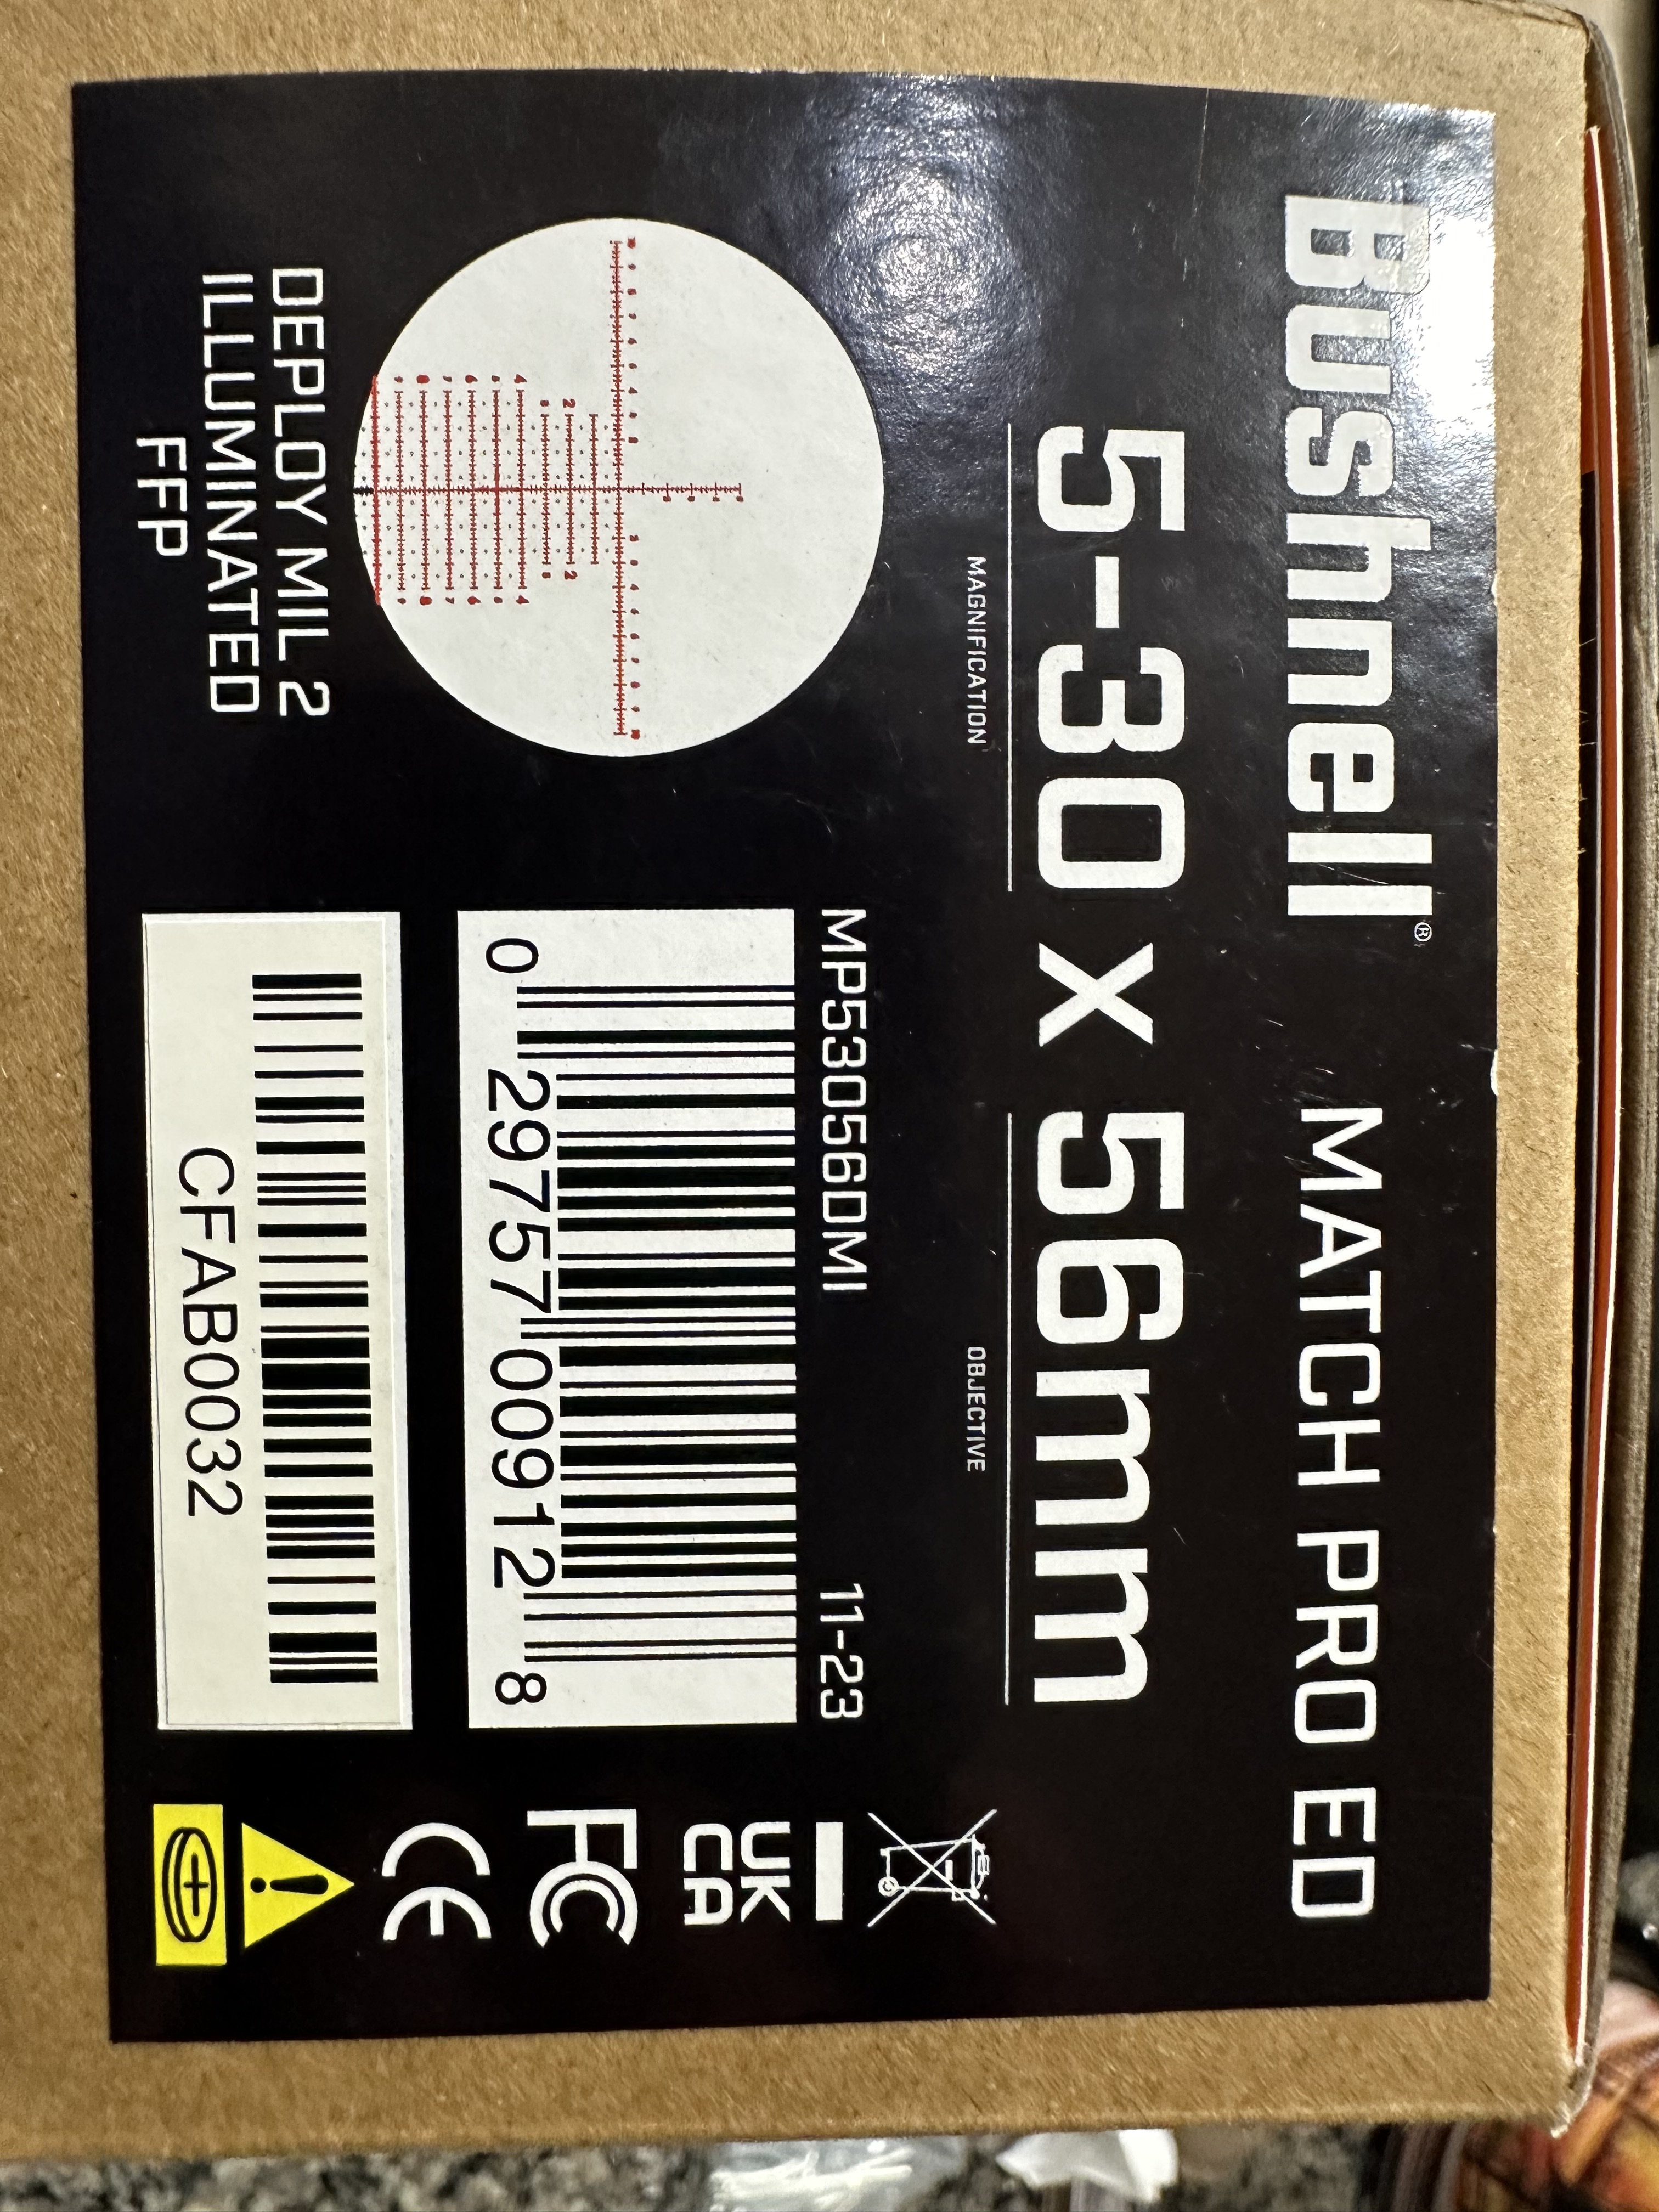 Bushnell® MATCH PRO ED
5-30 x 56mm
MAGNIFICATION OBJECTIVE
MP53056DMI 11-23
0 29757 00912 8
CFAB0032
DEPLOY MIL 2
ILLUMINATED
FFP
UK
CA
FC
CE